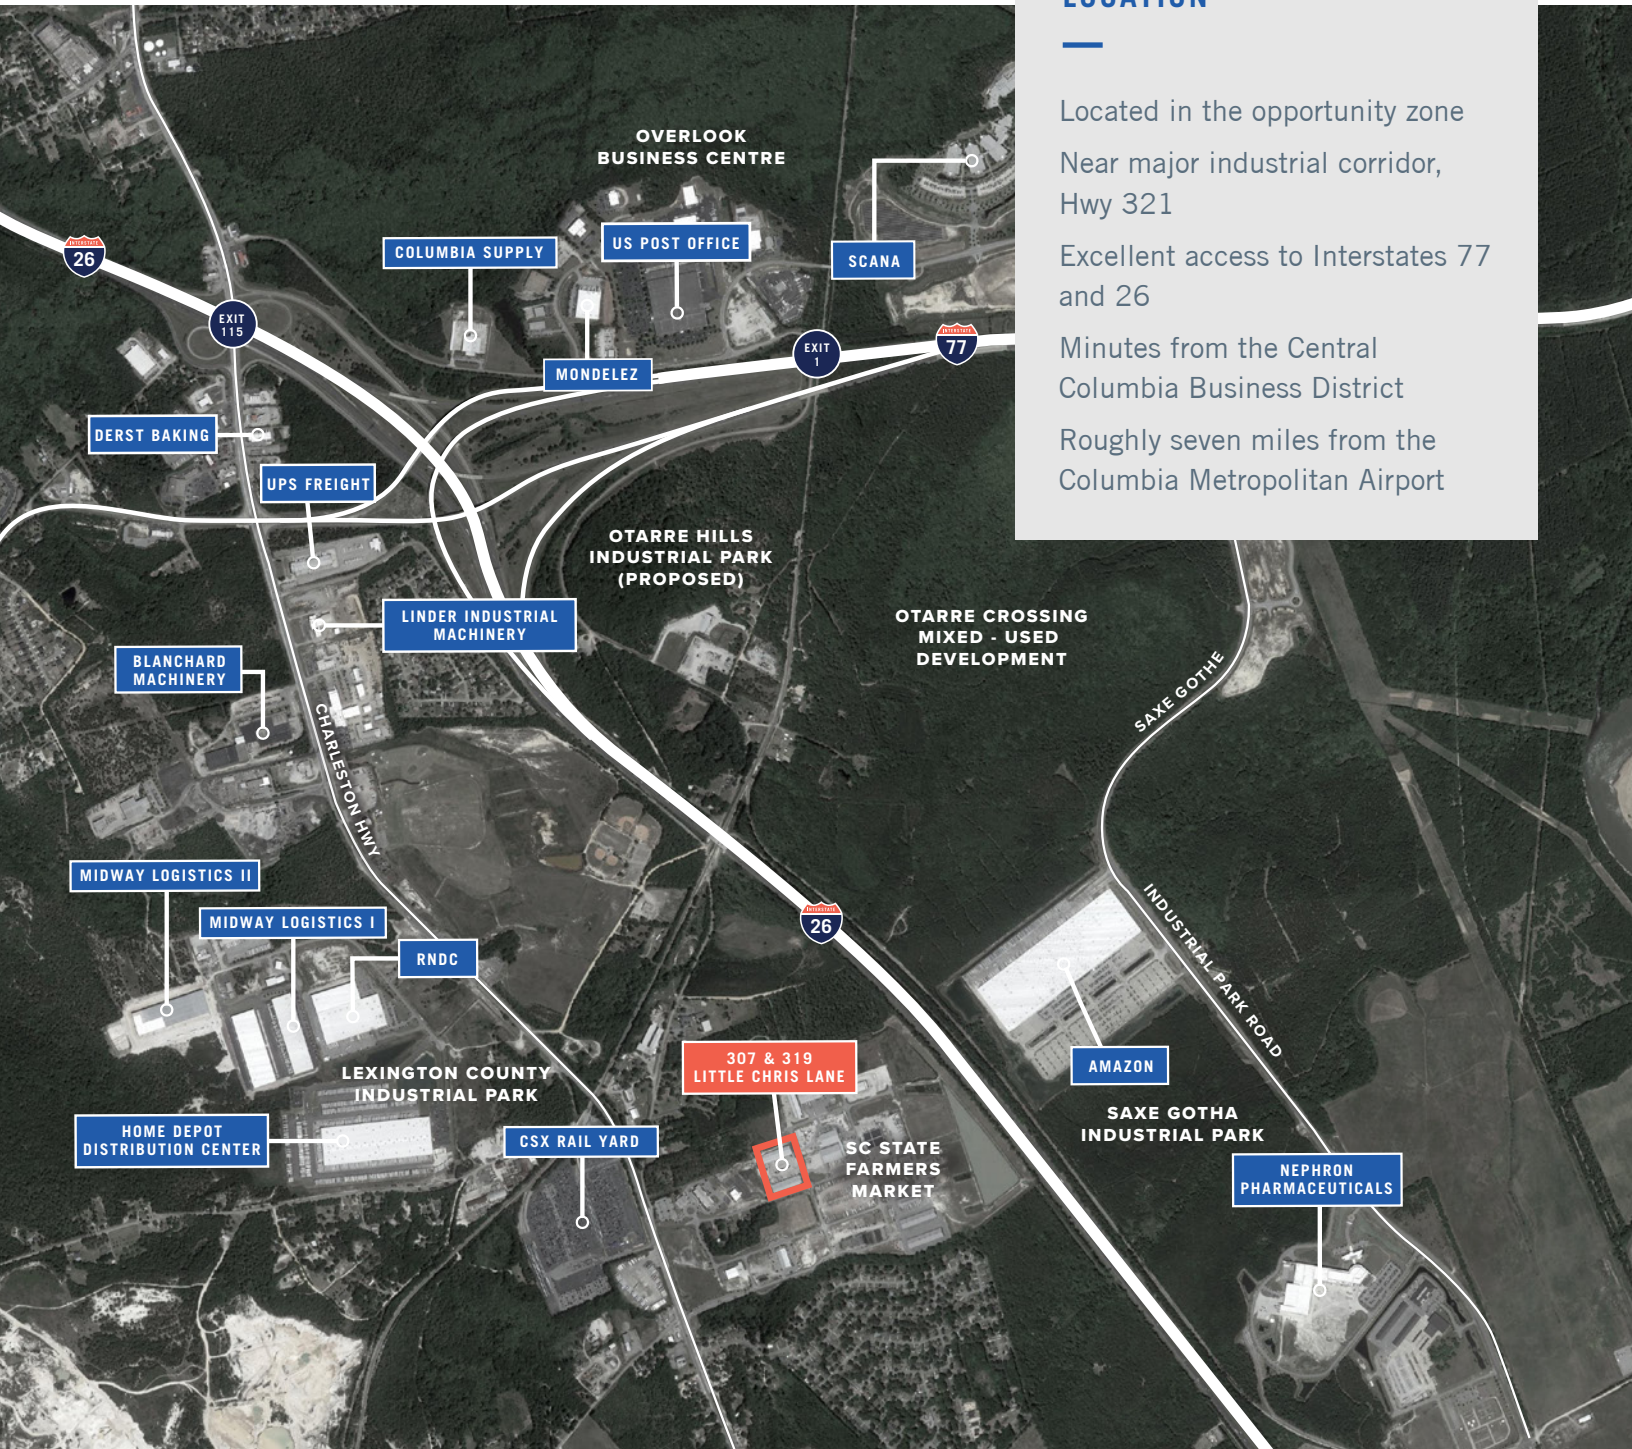 LOCATION
Located in the opportunity zone
Near major industrial corridor,
Hwy 321
Excellent access to Interstates 77
and 26
Minutes from the Central
Columbia Business District
Roughly seven miles from the
Columbia Metropolitan Airport
OVERLOOK
BUSINESS CENTRE
INTERSTATE
26
COLUMBIA SUPPLY
US POST OFFICE
SCANA
EXIT
115
EXIT
1
INTERSTATE
77
MONDELEZ
DERST BAKING
UPS FREIGHT
OTARRE HILLS
INDUSTRIAL PARK
(PROPOSED)
LINDER INDUSTRIAL
MACHINERY
OTARRE CROSSING
MIXED - USED
DEVELOPMENT
BLANCHARD
MACHINERY
SAXE GOTHE
CHARLESTON HWY
MIDWAY LOGISTICS II
MIDWAY LOGISTICS I
RNDC
INTERSTATE
26
INDUSTRIAL PARK ROAD
307 & 319
LITTLE CHRIS LANE
AMAZON
LEXINGTON COUNTY
INDUSTRIAL PARK
SAXE GOTHA
INDUSTRIAL PARK
HOME DEPOT
DISTRIBUTION CENTER
CSX RAIL YARD
SC STATE
FARMERS
MARKET
NEPHRON
PHARMACEUTICALS